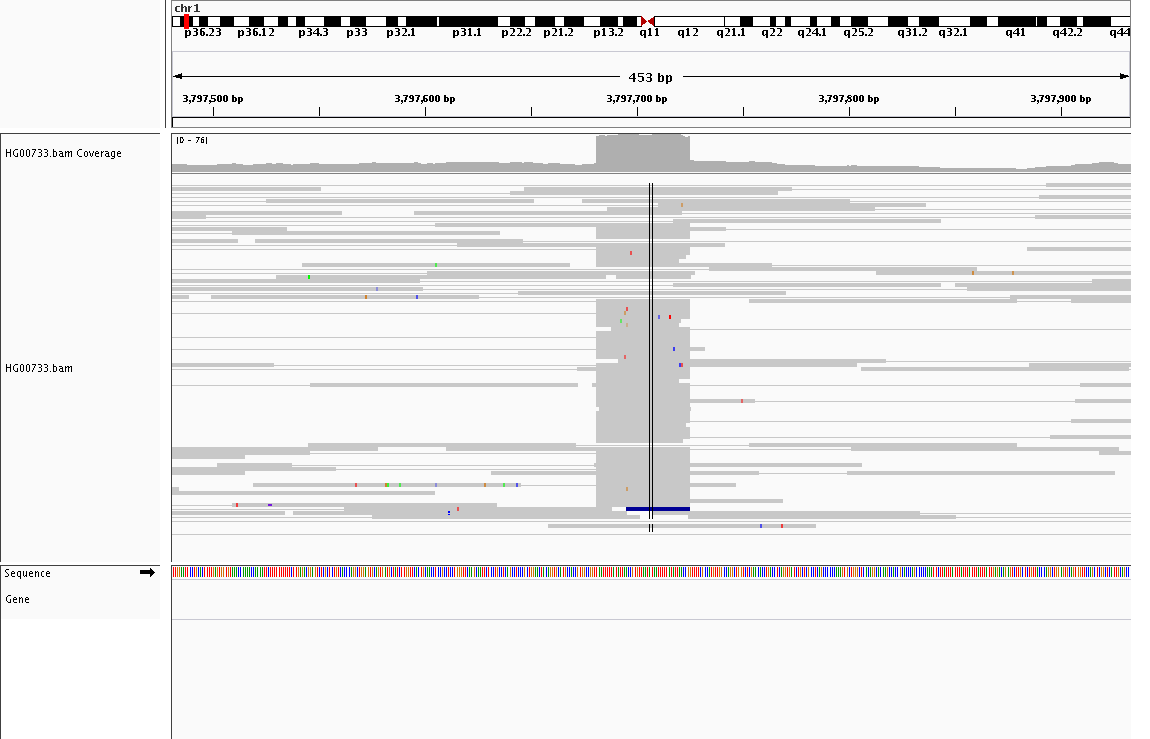 chr1
p36.23 p36.12 p34.3 p33 p32.1 p31.1 p22.2 p21.2 p13.2 q11 q12 q21.1 q22 q24.1 q25.2 q31.2 q32.1 q41 q42.2 q44
453 bp
3,797,500 bp 3,797,600 bp 3,797,700 bp 3,797,800 bp 3,797,900 bp
[0 - 76]
HG00733.bam Coverage
HG00733.bam
Sequence
Gene